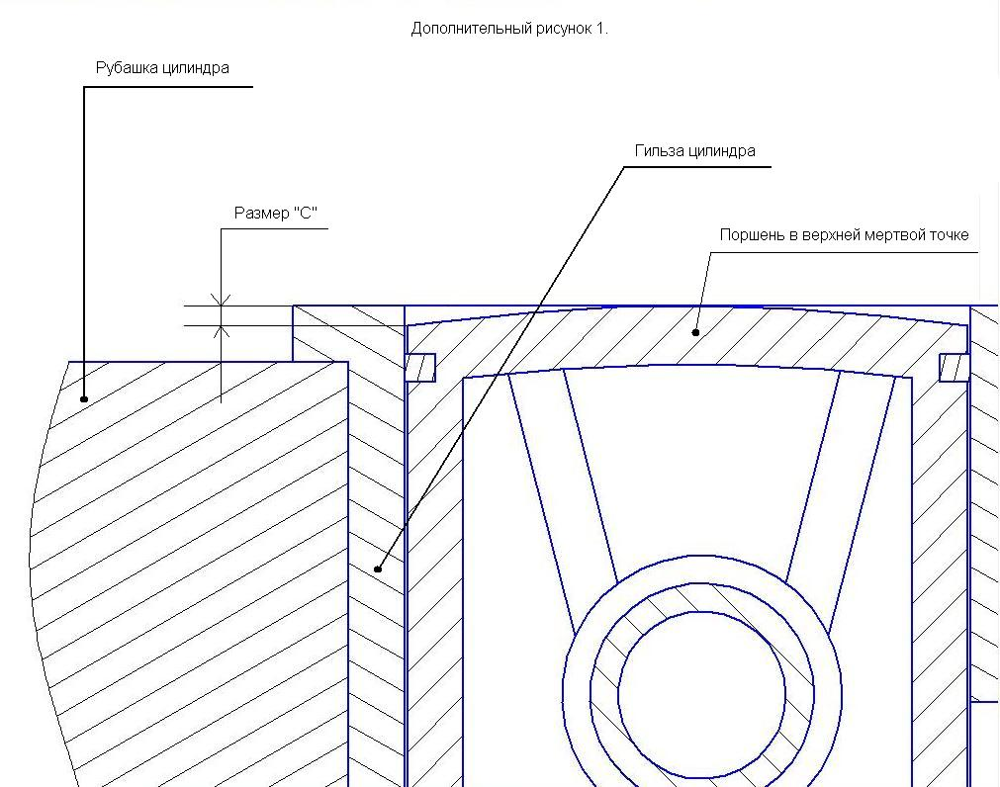 Дополнительный рисунок 1.
Рубашка цилиндра
Гильза цилиндра
Размер "С"
Поршень в верхней мертвой точке